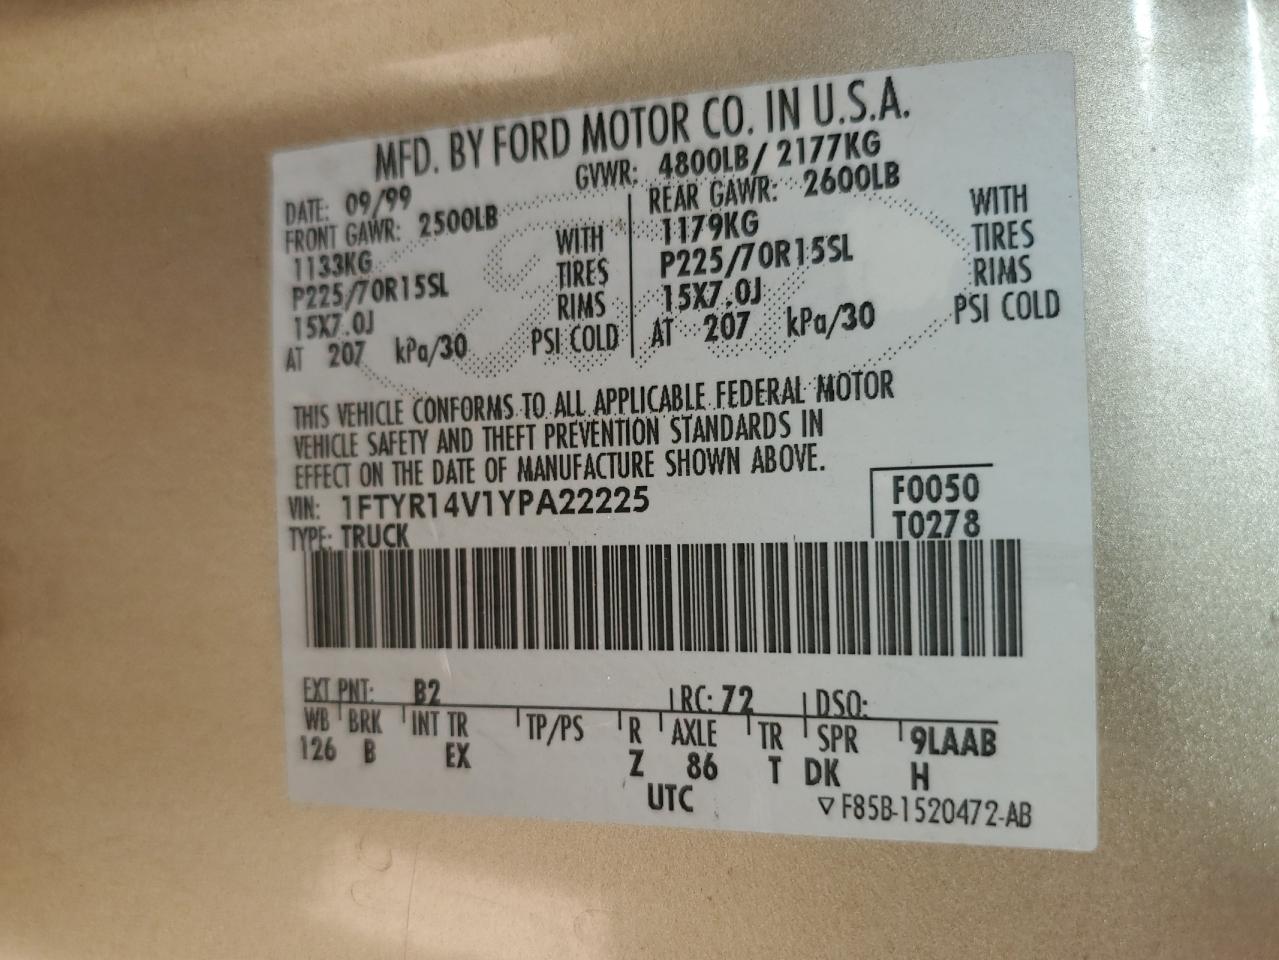 MFD. BY FORD MOTOR CO. IN U.S.A.
DATE: 09/99 GVWR: 4800LB/ 2177KG
FRONT GAWR: 2500LB REAR GAWR: 2600LB
1133KG WITH 1179KG WITH
P225/70R15SL TIRES P225/70R15SL TIRES
15X7.0J RIMS 15X7.0J RIMS
AT 207 kPa/30 PSI COLD AT 207 kPa/30 PSI COLD
THIS VEHICLE CONFORMS TO ALL APPLICABLE FEDERAL MOTOR
VEHICLE SAFETY AND THEFT PREVENTION STANDARDS IN
EFFECT ON THE DATE OF MANUFACTURE SHOWN ABOVE.
VIN: 1FTYR14V1YPA22225 F0050
TYPE: TRUCK T0278
EXT PNT: B2 RC: 72 DSO:
WB BRK INT TR TP/PS R AXLE TR SPR 9LAAB
126 B EX Z 86 T DK H
UTC ▽ F85B-1520472-AB